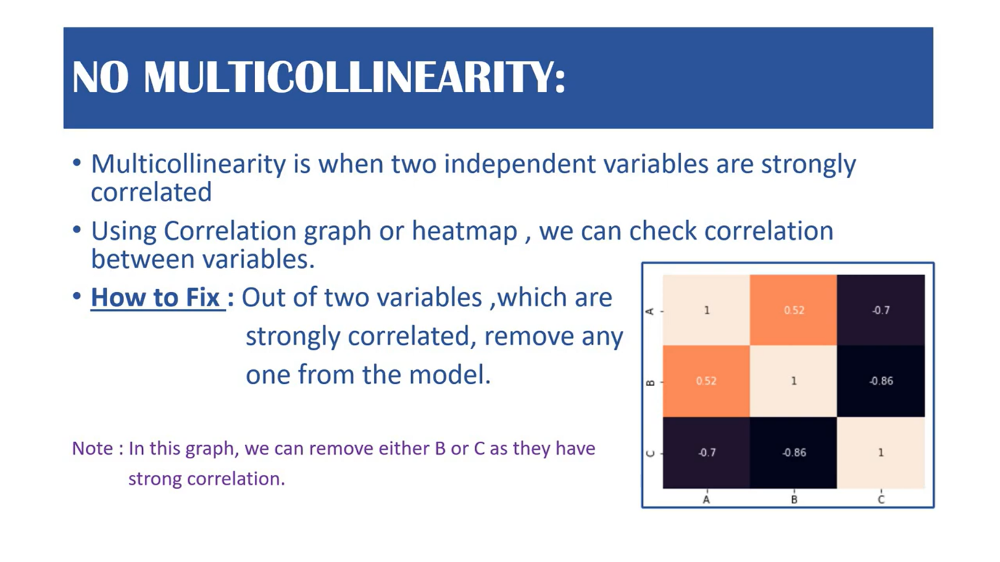 NO MULTICOLLINEARITY:
• Multicollinearity is when two independent variables are strongly
correlated
• Using Correlation graph or heatmap , we can check correlation
between variables.
• How to Fix : Out of two variables ,which are
strongly correlated, remove any
one from the model.
Note : In this graph, we can remove either B or C as they have
strong correlation.
A 1 0.52 -0.7
B 0.52 1 -0.86
C -0.7 -0.86 1
A B C